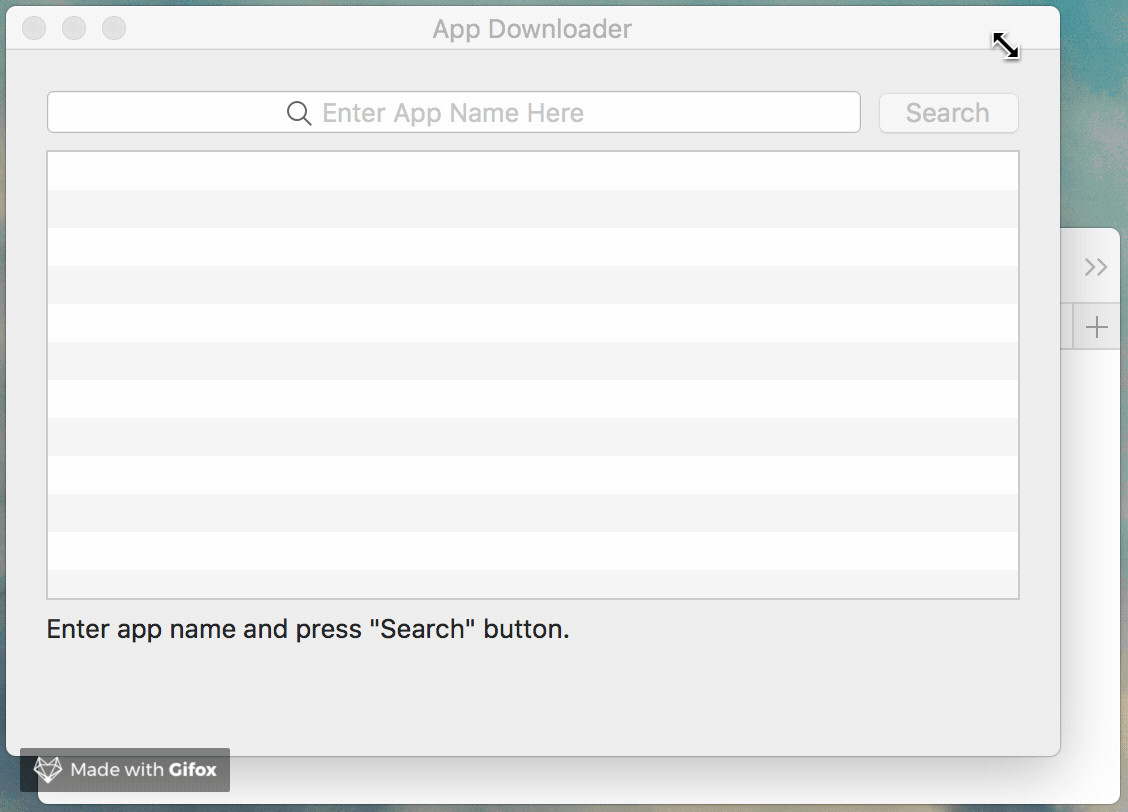 App Downloader
Enter App Name Here
Search
Enter app name and press "Search" button.
Made with Gifox